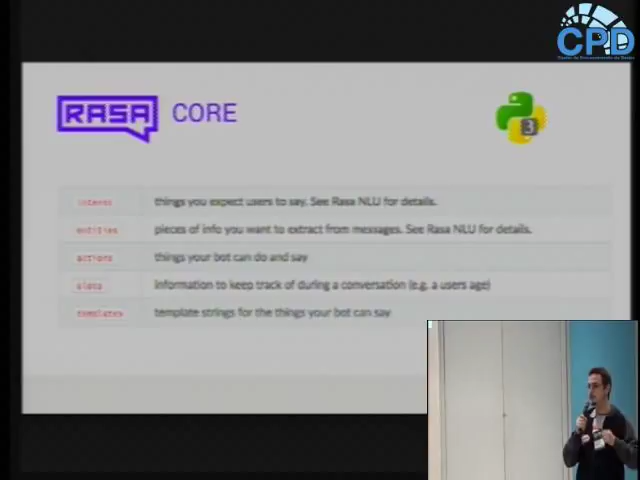 CPD
RASA CORE
3
intents things you expect users to say. See Rasa NLU for details.
entities pieces of info you want to extract from messages. See Rasa NLU for details.
actions things your bot can do and say
slots information to keep track of during a conversation (e.g. a users age)
templates template strings for the things your bot can say